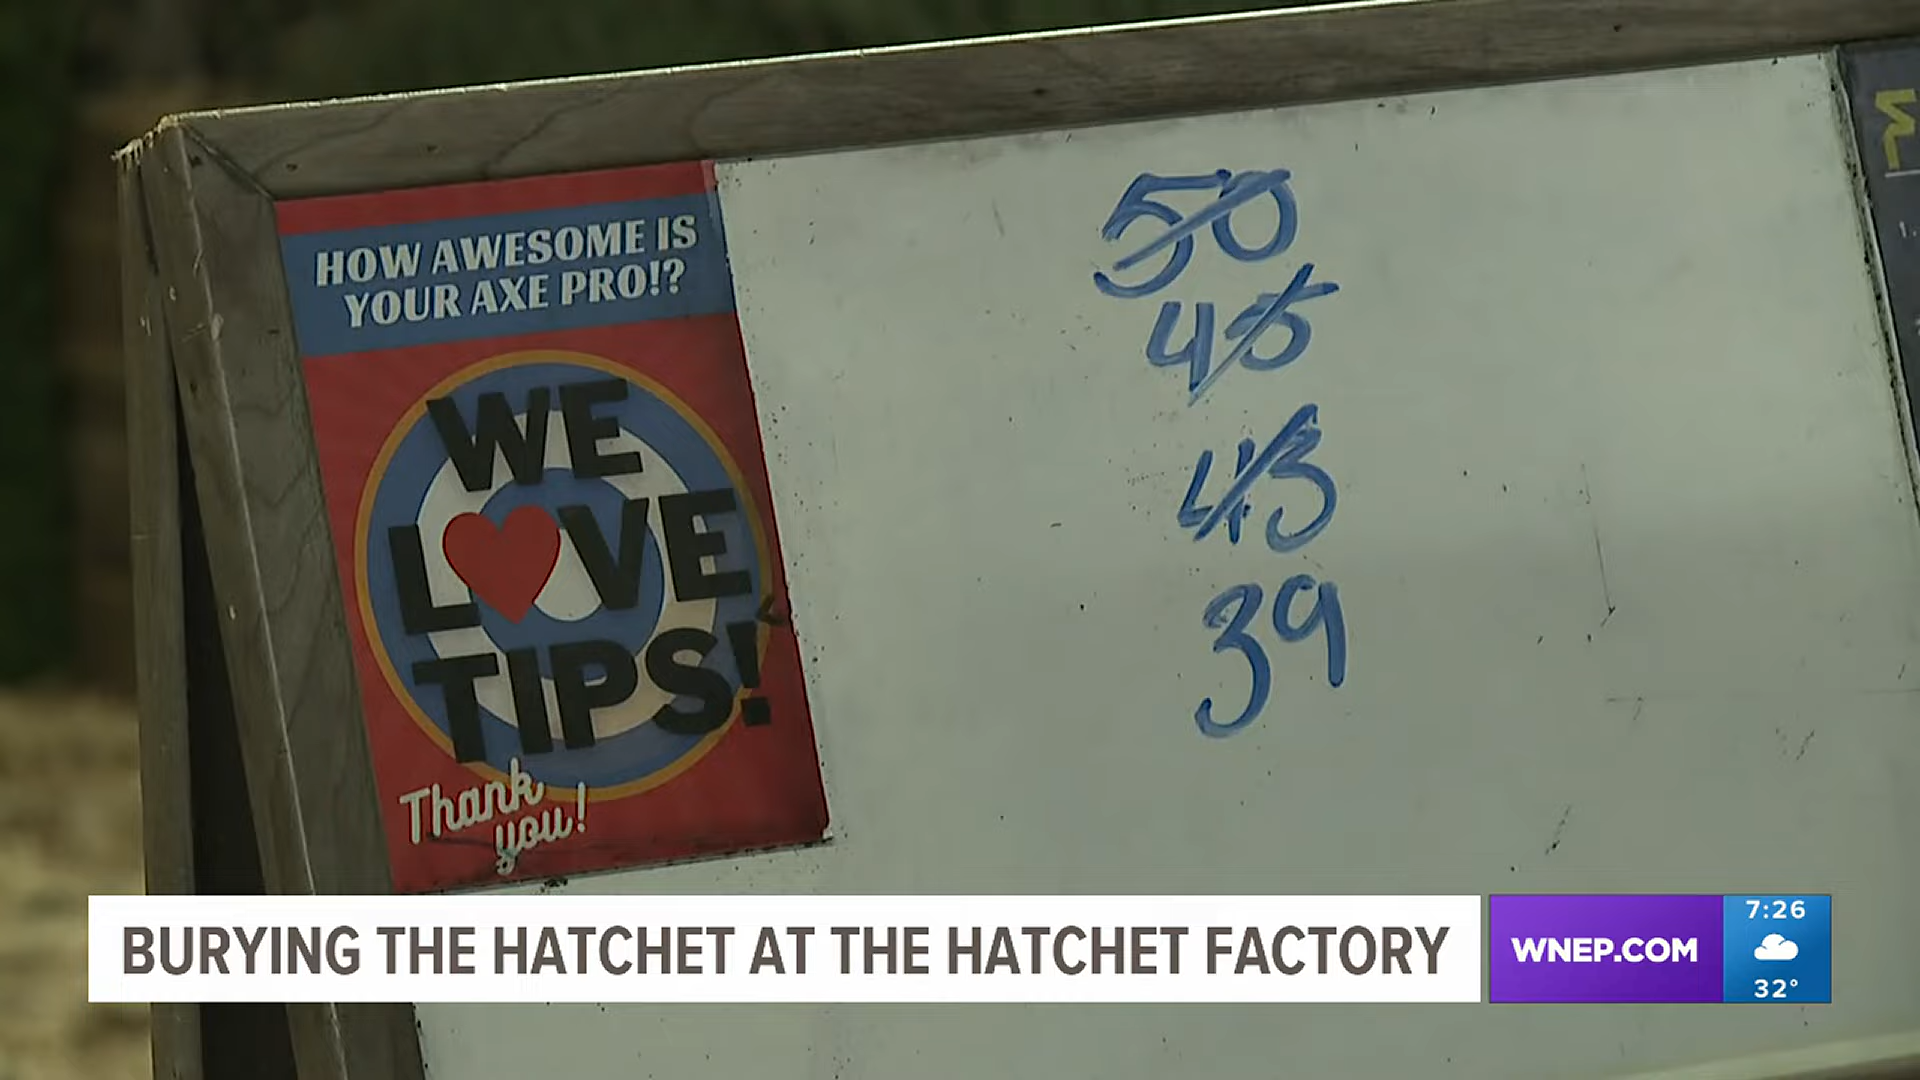 HOW AWESOME IS
YOUR AXE PRO!?
WE
LOVE
TIPS!
Thank
you!
50
45
43
39
BURYING THE HATCHET AT THE HATCHET FACTORY
WNEP.COM
7:26
32°